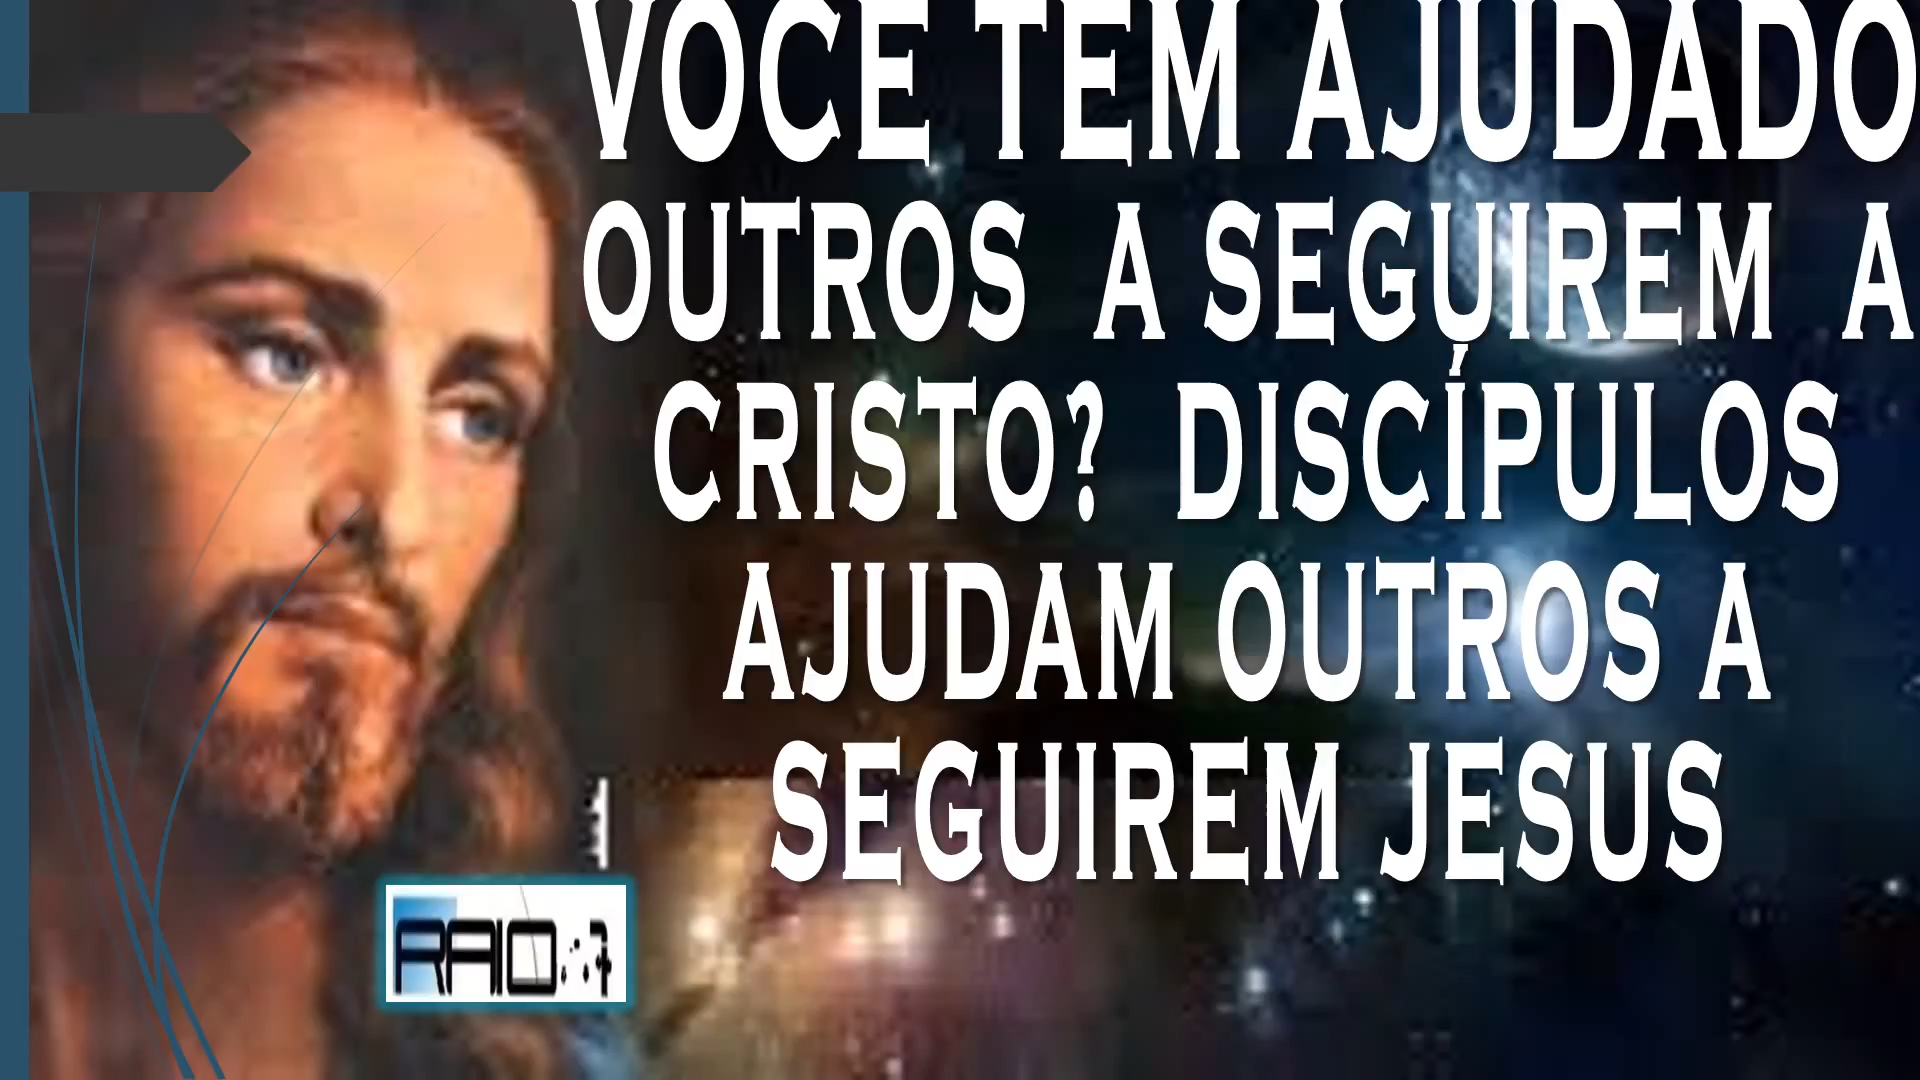 VOCE TEM AJUDADO
OUTROS A SEGUIREM A
CRISTO? DISCÍPULOS
AJUDAM OUTROS A
SEGUIREM JESUS
RAIO